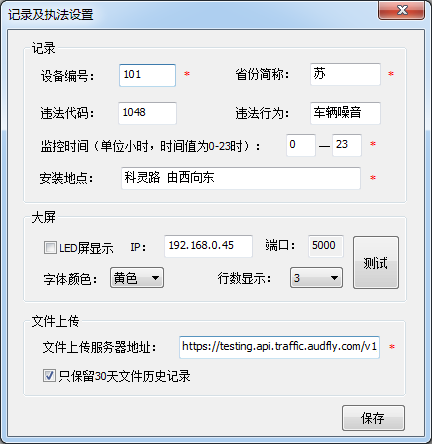 记录及执法设置
记录
设备编号： 101 * 省份简称： 苏 *
违法代码： 1048 违法行为： 车辆噪音
监控时间（单位小时，时间值为0-23时）： 0 — 23 *
安装地点： 科灵路 由西向东 *
大屏
LED屏显示 IP： 192.168.0.45 端口： 5000 测试
字体颜色： 黄色 行数显示： 3
文件上传
文件上传服务器地址： https://testing.api.traffic.audfly.com/v1 *
只保留30天文件历史记录
保存